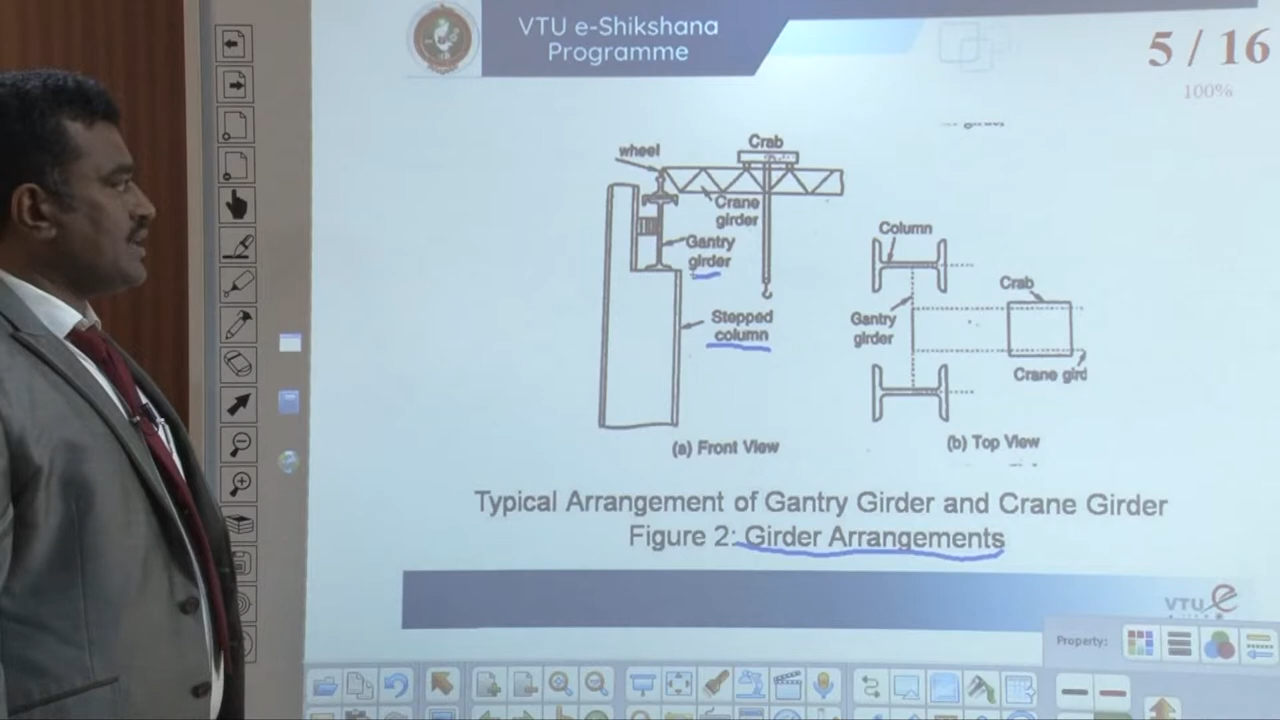 VTU e-Shikshana
Programme
5 / 16
100%
wheel
Crab
Crane
girder
Gantry
girder
Stepped
column
(a) Front View
Column
Crab
Gantry
girder
Crane gird
(b) Top View
Typical Arrangement of Gantry Girder and Crane Girder
Figure 2: Girder Arrangements
VTU e
Property: